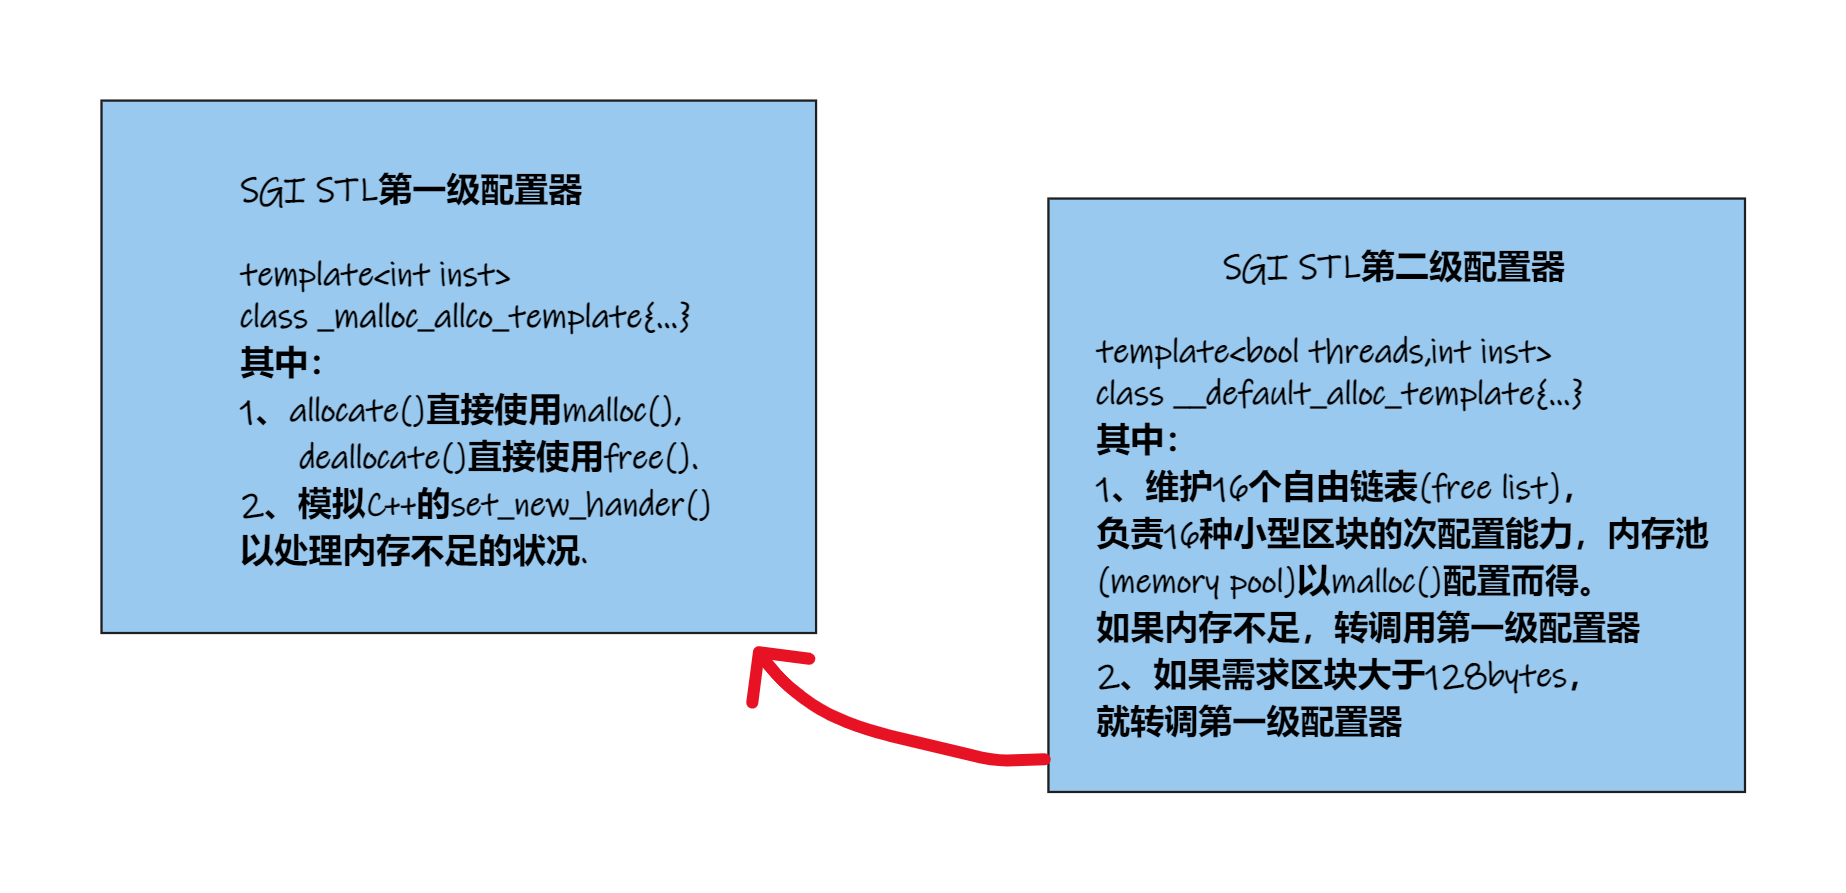 SGI STL第一级配置器
template<int inst>
class _malloc_allco_template{...}
其中：
1、allocate()直接使用malloc(),
deallocate()直接使用free().
2、模拟C++的set_new_hander()
以处理内存不足的状况.
SGI STL第二级配置器
template<bool threads,int inst>
class __default_alloc_template{...}
其中：
1、维护16个自由链表(free list)，
负责16种小型区块的次配置能力，内存池
(memory pool)以malloc()配置而得。
如果内存不足，转调用第一级配置器
2、如果需求区块大于128bytes，
就转调第一级配置器